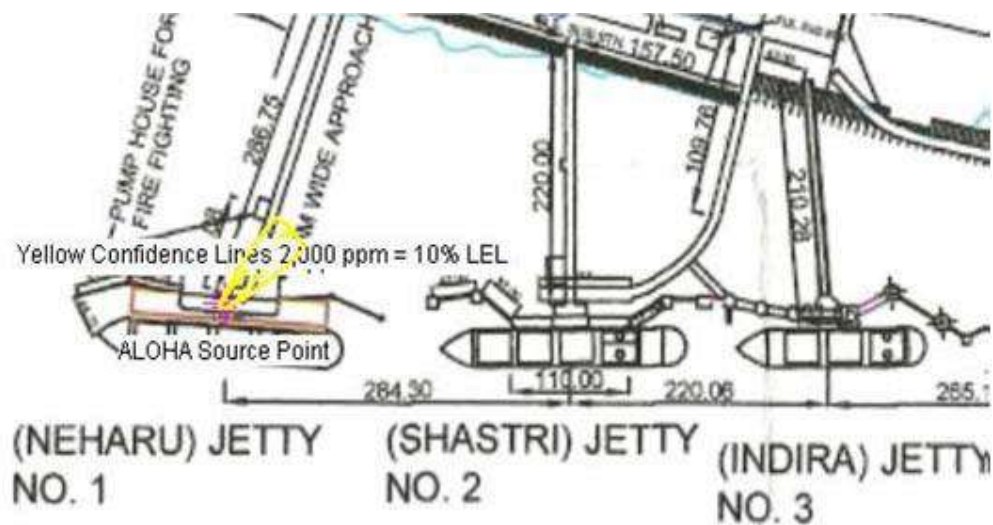 PUMP HOUSE FOR
FIRE FIGHTING
286.75
M WIDE APPROACH
220.00
157.50
109.76
210.28
Yellow Confidence Lines 2,000 ppm = 10% LEL
ALOHA Source Point
284.30
110.00
220.06
(NEHARU) JETTY
NO. 1
(SHASTRI) JETTY
NO. 2
(INDIRA) JETTY
NO. 3